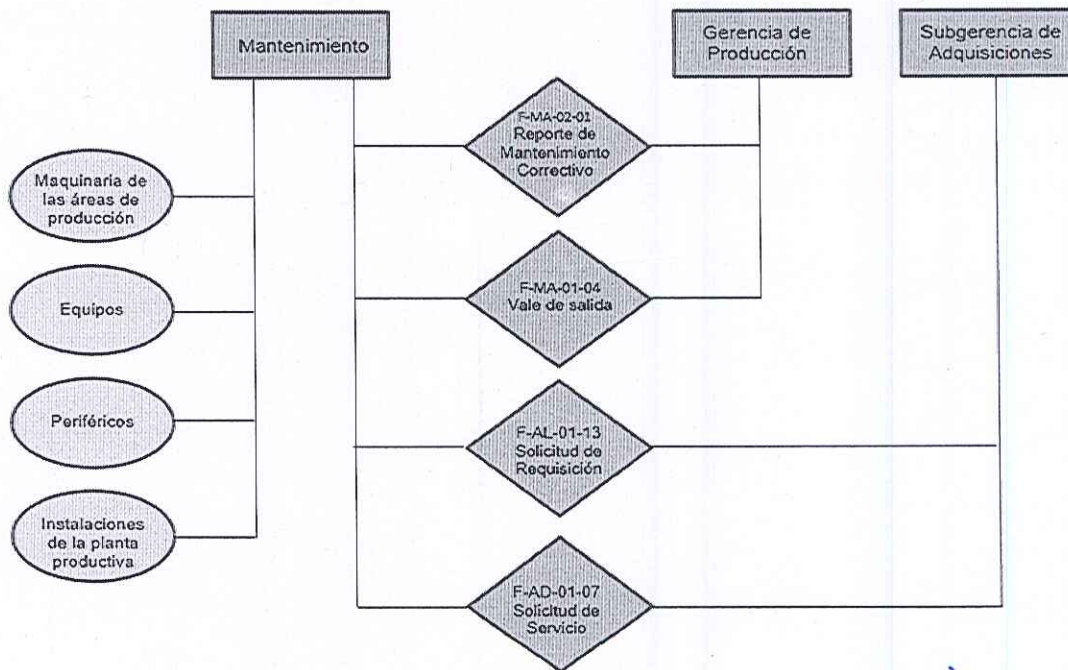 Mantenimiento
Gerencia de
Producción
Subgerencia de
Adquisiciones
F-MA-02-01
Reporte de
Mantenimiento
Correctivo
Maquinaria de
las áreas de
producción
F-MA-01-04
Vale de salida
Equipos
Periféricos
F-AL-01-13
Solicitud de
Requisición
Instalaciones
de la planta
productiva
F-AD-01-07
Solicitud de
Servicio